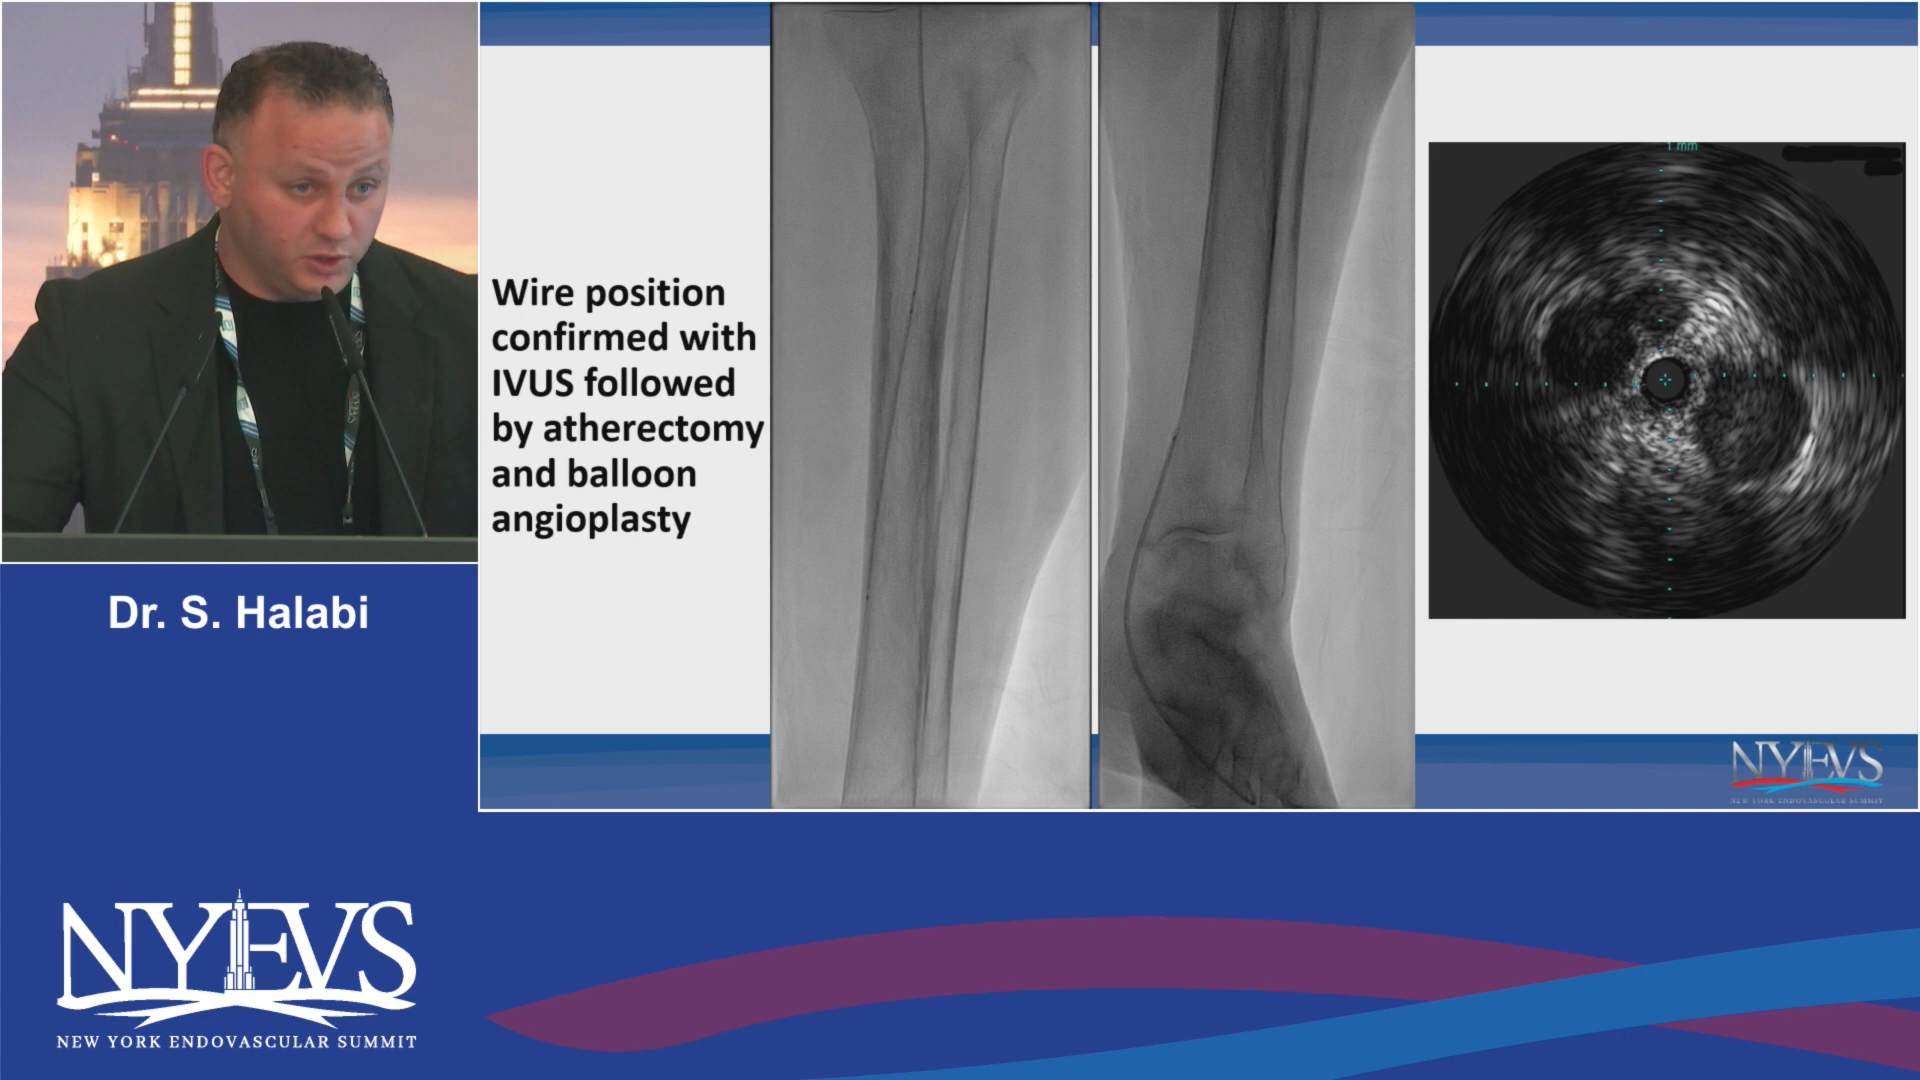 Wire position
confirmed with
IVUS followed
by atherectomy
and balloon
angioplasty
1 mm
NYEVS
NEW YORK ENDOVASCULAR SUMMIT
Dr. S. Halabi
NYEVS
NEW YORK ENDOVASCULAR SUMMIT